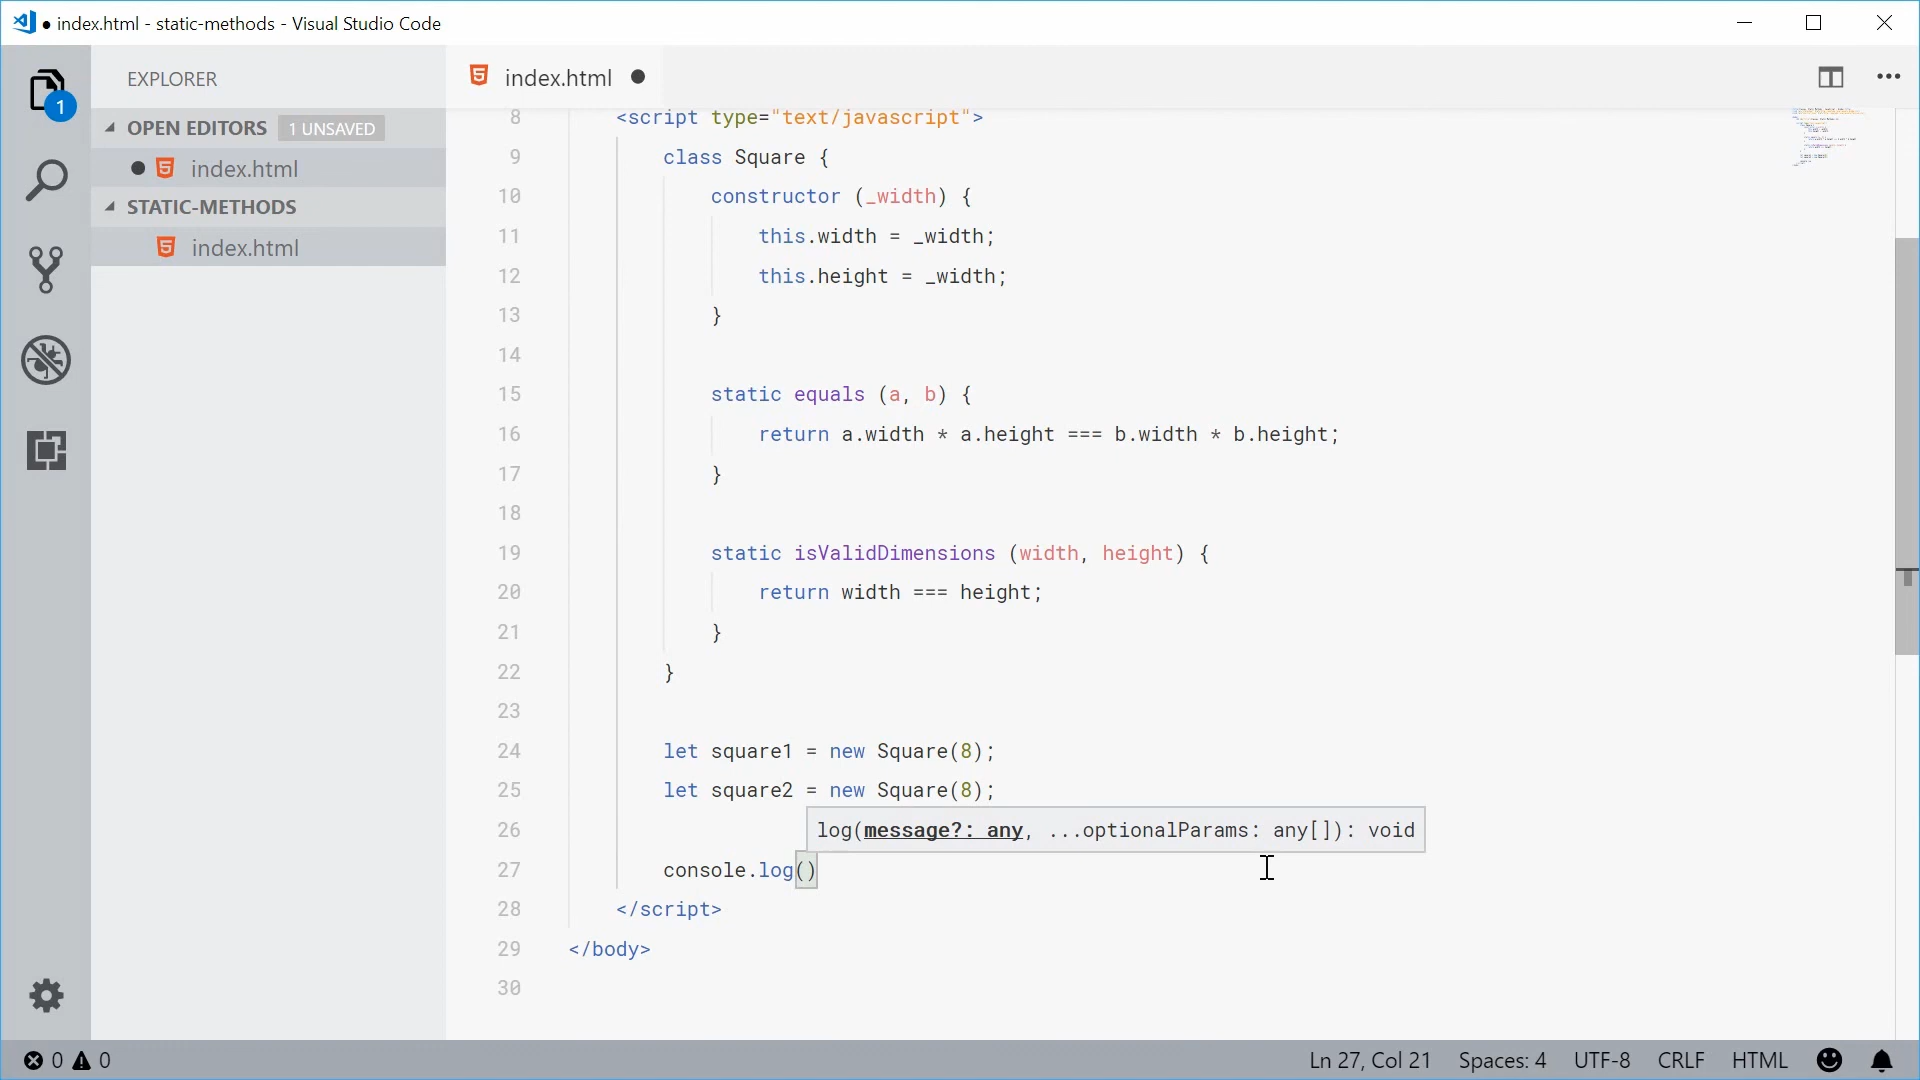 index.html - static-methods - Visual Studio Code
EXPLORER
OPEN EDITORS 1 UNSAVED
index.html
STATIC-METHODS
index.html
1
index.html
8 <script type="text/javascript">
9 class Square {
10 constructor (_width) {
11 this.width = _width;
12 this.height = _width;
13 }
14
15 static equals (a, b) {
16 return a.width * a.height === b.width * b.height;
17 }
18
19 static isValidDimensions (width, height) {
20 return width === height;
21 }
22 }
23
24 let square1 = new Square(8);
25 let square2 = new Square(8);
26
log(message?: any, ...optionalParams: any[]): void
27 console.log()
28 </script>
29 </body>
30
0 0
Ln 27, Col 21 Spaces: 4 UTF-8 CRLF HTML